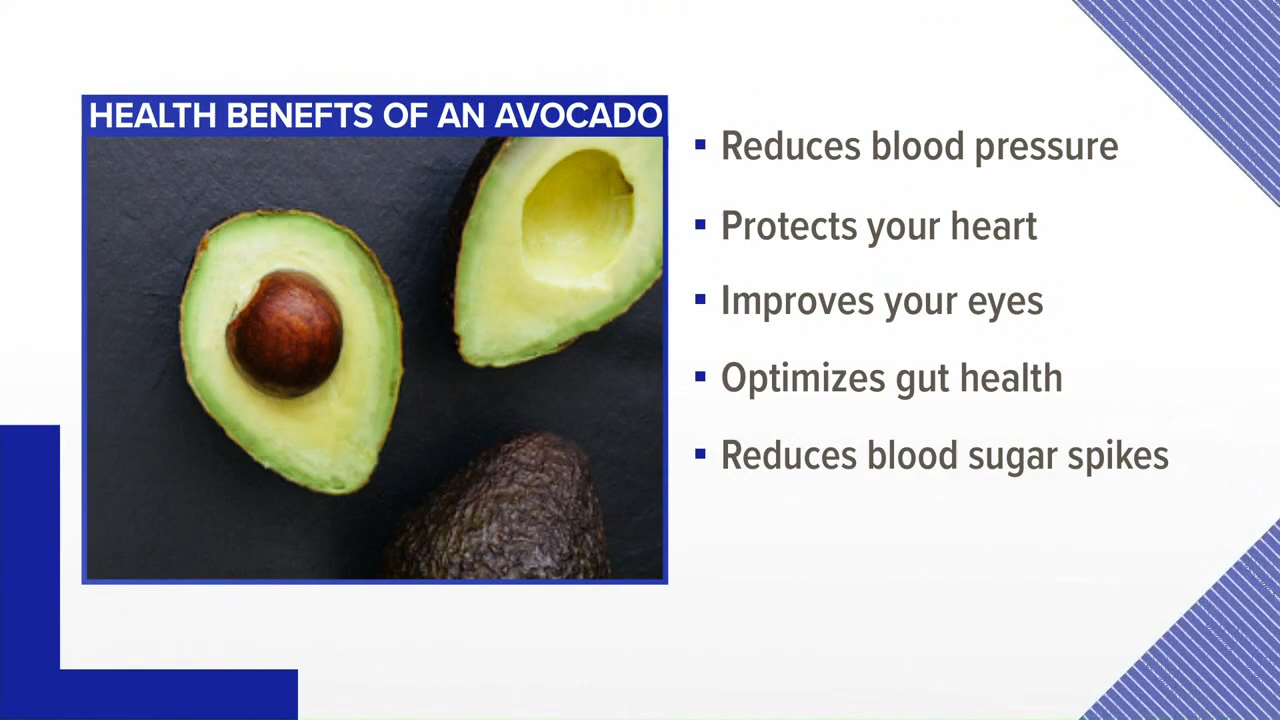 HEALTH BENEFTS OF AN AVOCADO
Reduces blood pressure
Protects your heart
Improves your eyes
Optimizes gut health
Reduces blood sugar spikes